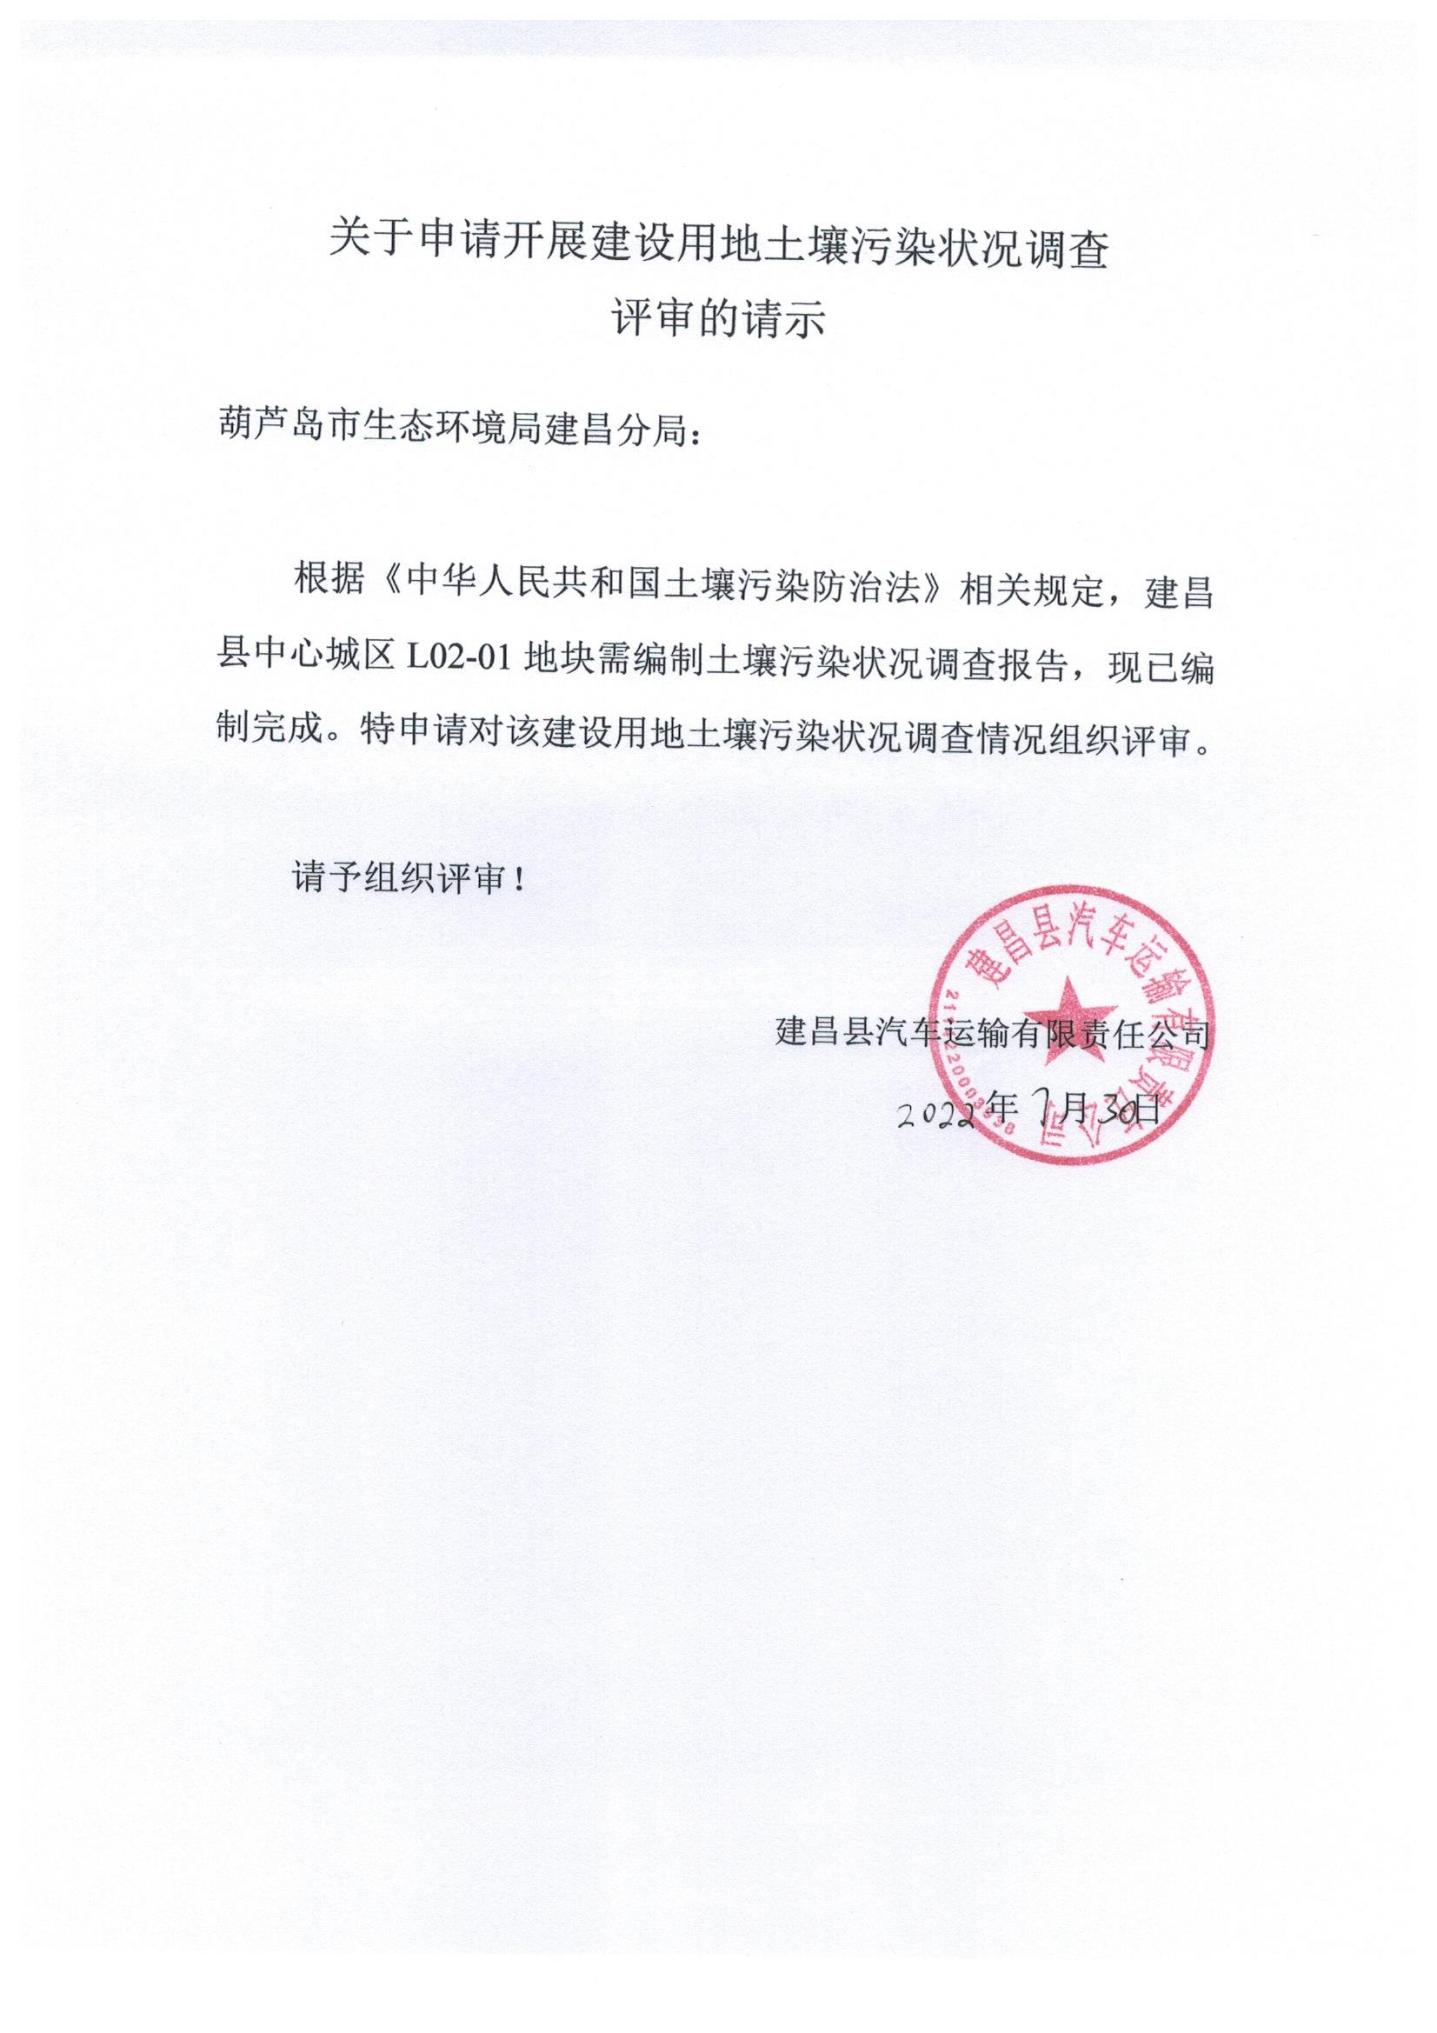 关于申请开展建设用地土壤污染状况调查
评审的请示
葫芦岛市生态环境局建昌分局：
根据《中华人民共和国土壤污染防治法》相关规定，建昌
县中心城区 L02-01 地块需编制土壤污染状况调查报告，现已编
制完成。特申请对该建设用地土壤污染状况调查情况组织评审。
请予组织评审！
建昌县汽车运输有限责任公司
2022年7月30日
建昌县汽车运输有限责任公司